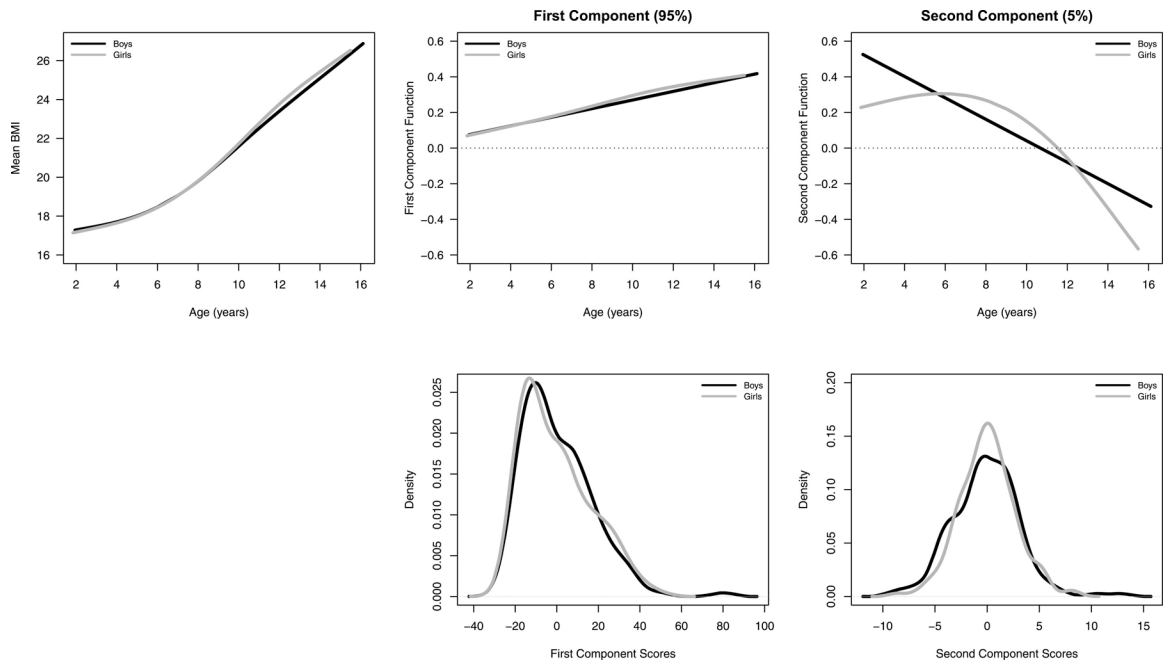 Mean BMI
26
24
22
20
18
16
Boys
Girls
2 4 6 8 10 12 14 16
Age (years)
First Component (95%)
First Component Function
0.6
0.4
0.2
0.0
−0.2
−0.4
−0.6
Boys
Girls
2 4 6 8 10 12 14 16
Age (years)
Second Component (5%)
Second Component Function
0.6
0.4
0.2
0.0
−0.2
−0.4
−0.6
Boys
Girls
2 4 6 8 10 12 14 16
Age (years)
Density
0.025
0.020
0.015
0.010
0.005
0.000
Boys
Girls
−40 −20 0 20 40 60 80 100
First Component Scores
Density
0.20
0.15
0.10
0.05
0.00
Boys
Girls
−10 −5 0 5 10 15
Second Component Scores